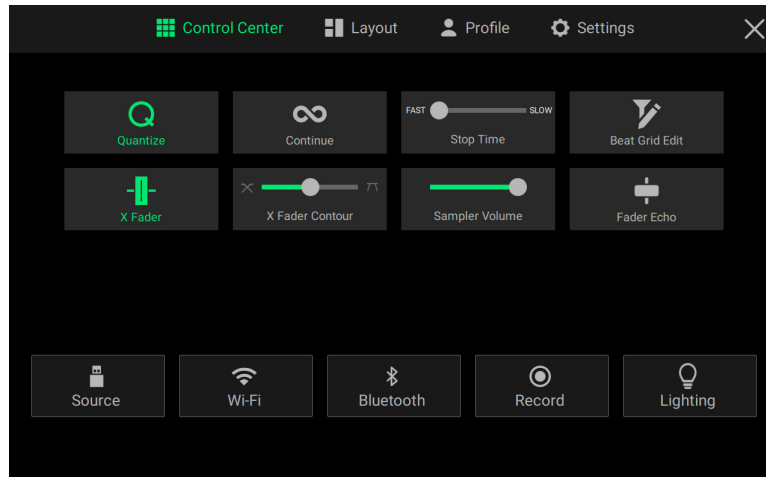 Control Center Layout Profile Settings
Quantize Continue FAST SLOW Stop Time Beat Grid Edit
X Fader X Fader Contour Sampler Volume Fader Echo
Source Wi-Fi Bluetooth Record Lighting